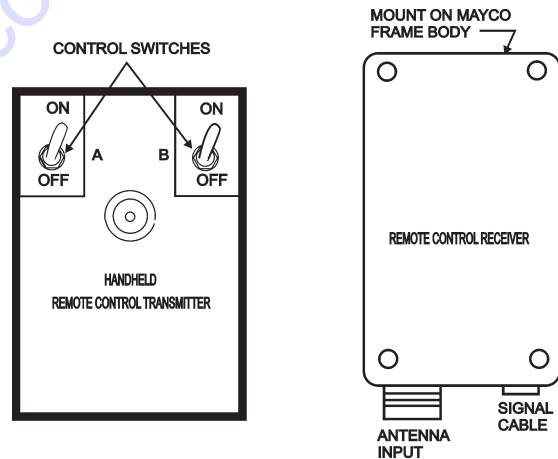 CONTROL SWITCHES
ON
ON
A
B
OFF
OFF
HANDHELD
REMOTE CONTROL TRANSMITTER
MOUNT ON MAYCO
FRAME BODY
REMOTE CONTROL RECEIVER
ANTENNA
INPUT
SIGNAL
CABLE